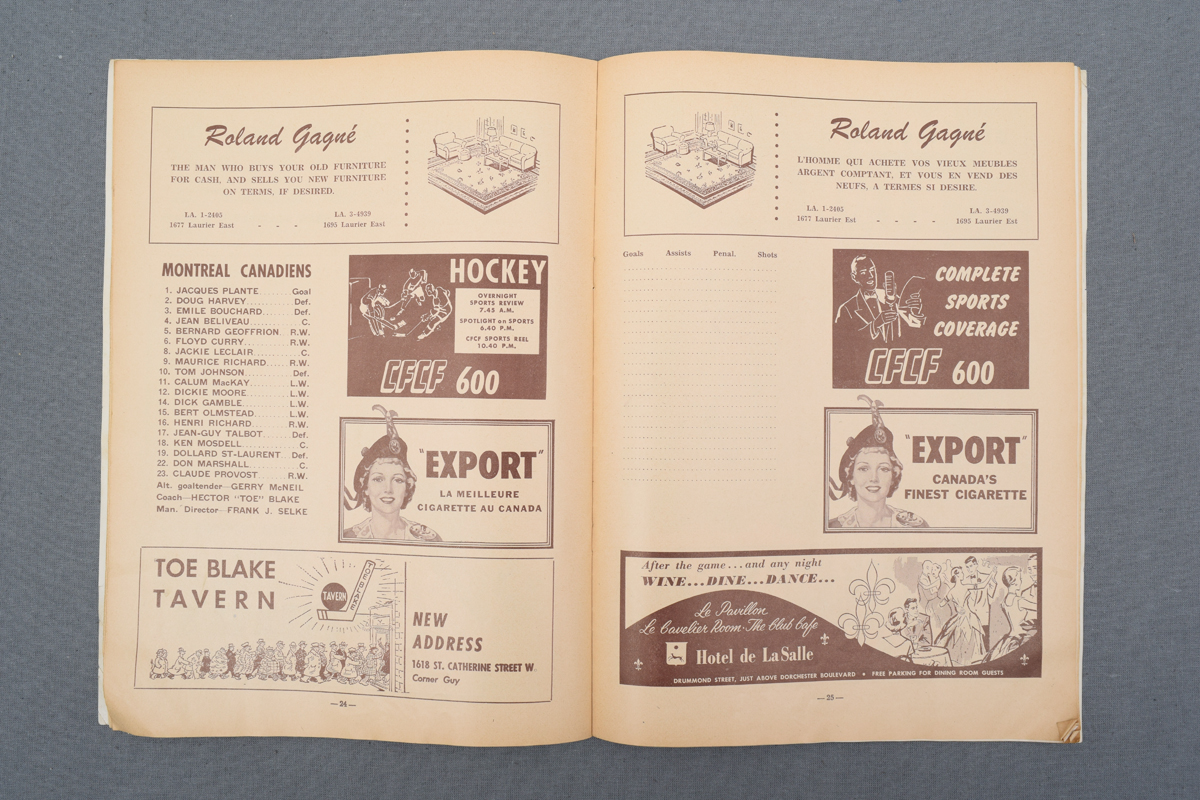 Roland Gagné
THE MAN WHO BUYS YOUR OLD FURNITURE
FOR CASH, AND SELLS YOU NEW FURNITURE
ON TERMS, IF DESIRED.
LA. 1-2405 LA. 3-4939
1677 Laurier East - - - 1695 Laurier East
MONTREAL CANADIENS
1. JACQUES PLANTE Goal
2. DOUG HARVEY Def.
3. EMILE BOUCHARD Def.
4. JEAN BELIVEAU C.
5. BERNARD GEOFFRION R.W.
6. FLOYD CURRY R.W.
8. JACKIE LECLAIR C.
9. MAURICE RICHARD R.W.
10. TOM JOHNSON Def.
11. CALUM MacKAY L.W.
12. DICKIE MOORE L.W.
14. DICK GAMBLE L.W.
15. BERT OLMSTEAD L.W.
16. HENRI RICHARD R.W.
17. JEAN-GUY TALBOT Def.
18. KEN MOSDELL C.
19. DOLLARD ST-LAURENT Def.
22. DON MARSHALL C.
23. CLAUDE PROVOST R.W.
Alt. goaltender—GERRY McNEIL
Coach—HECTOR "TOE" BLAKE
Man. Director—FRANK J. SELKE
HOCKEY
OVERNIGHT
SPORTS REVIEW
7.45 A.M.
SPOTLIGHT on SPORTS
6.40 P.M.
CFCF SPORTS REEL
10.40 P.M.
CFCF 600
"EXPORT"
LA MEILLEURE
CIGARETTE AU CANADA
TOE BLAKE
TAVERN
TOE BLAKE
TAVERN
NEW
ADDRESS
1618 ST. CATHERINE STREET W.
Corner Guy
—24—
Roland Gagné
L'HOMME QUI ACHETE VOS VIEUX MEUBLES
ARGENT COMPTANT, ET VOUS EN VEND DES
NEUFS, A TERMES SI DESIRE.
LA. 1-2405 LA. 3-4939
1677 Laurier Est - - - - 1695 Laurier Est
Goals Assists Penal. Shots
COMPLETE
SPORTS
COVERAGE
CFCF 600
"EXPORT"
CANADA'S
FINEST CIGARETTE
After the game...and any night
WINE...DINE...DANCE...
Le Pavillon
Le Cavelier Room·The Club Cafe
Hotel de LaSalle
DRUMMOND STREET, JUST ABOVE DORCHESTER BOULEVARD • FREE PARKING FOR DINING ROOM GUESTS
—25—